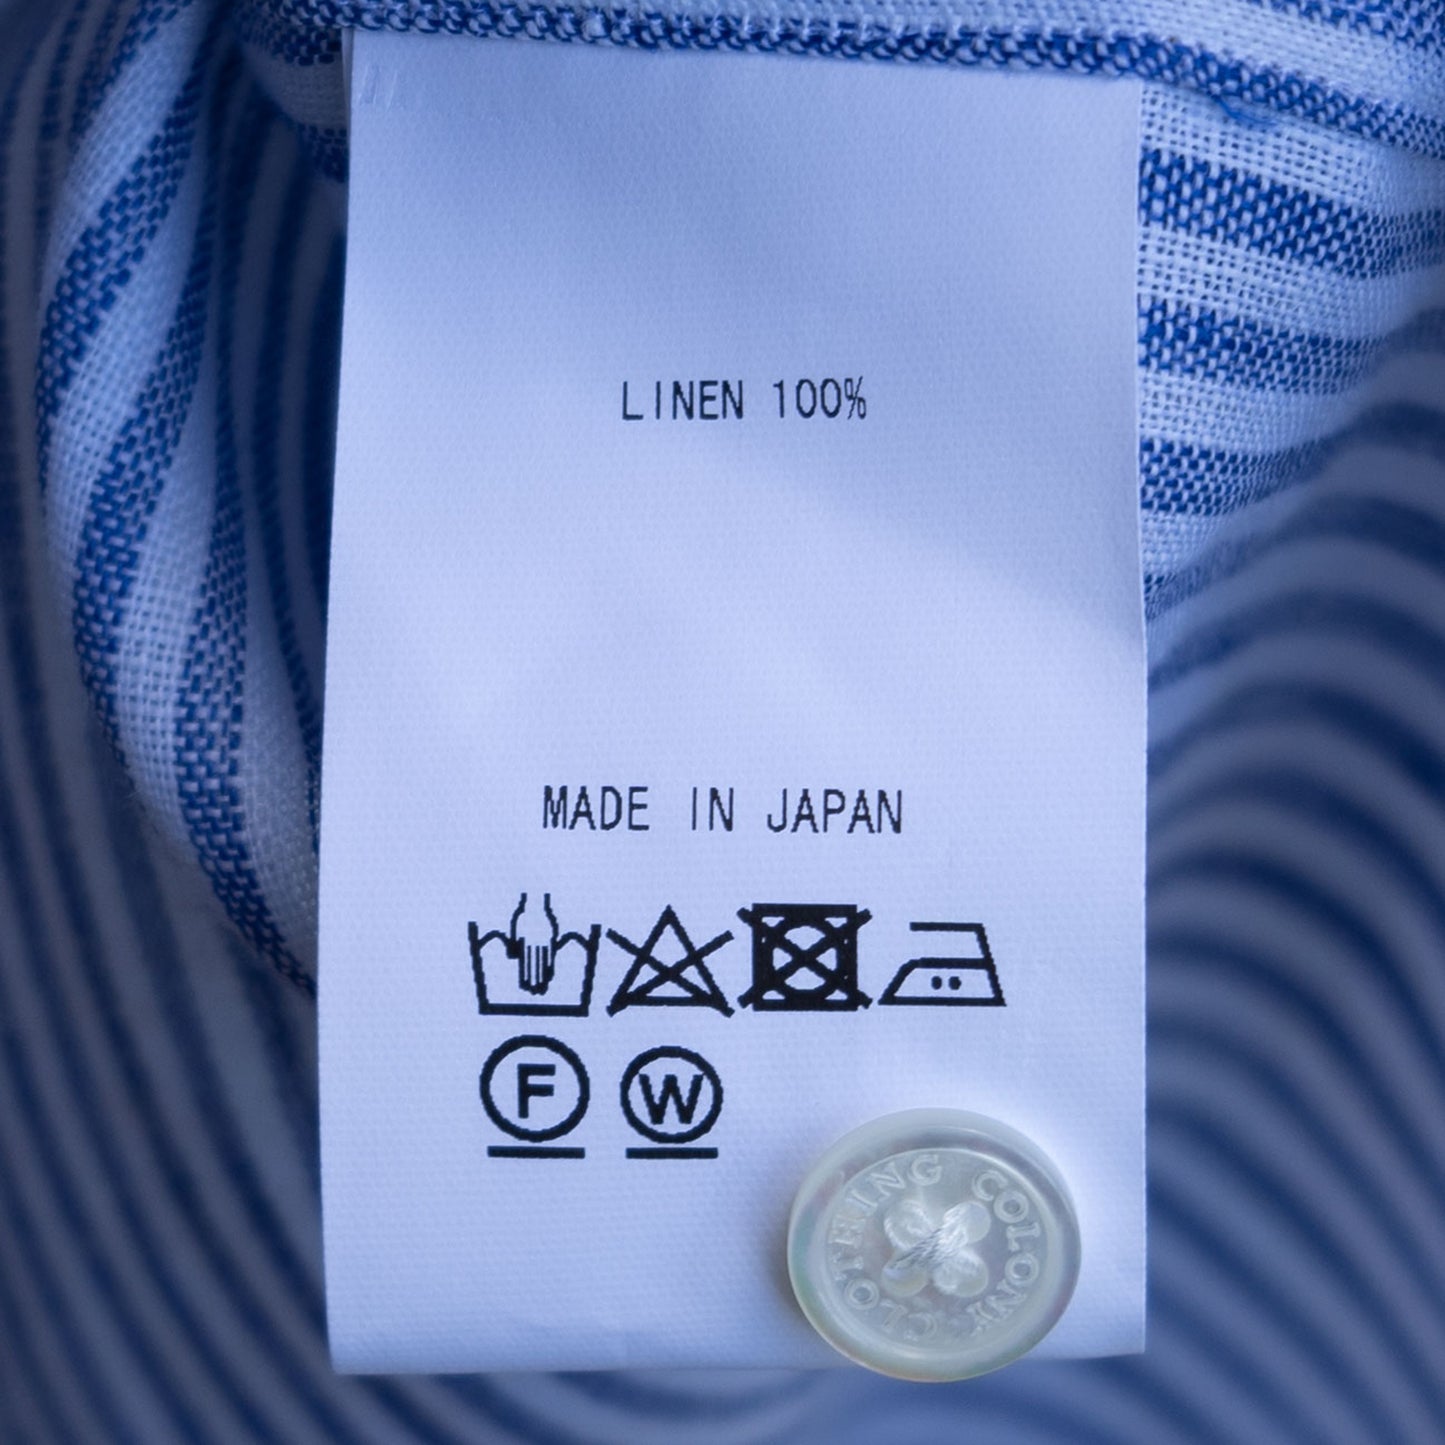 LINEN 100%
MADE IN JAPAN
F W
CLOTHING COLONY